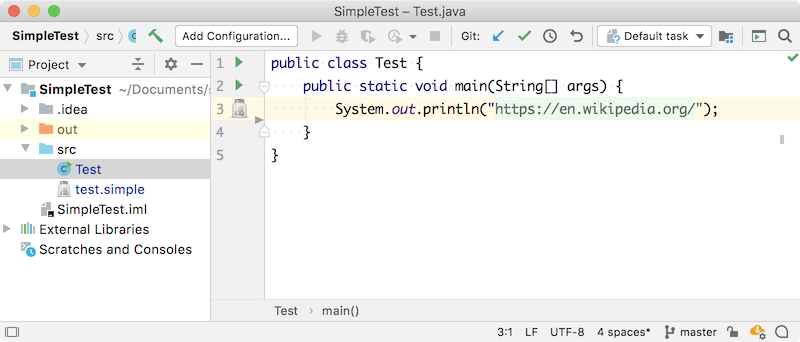 SimpleTest – Test.java
SimpleTest src Add Configuration... Git: Default task
Project
SimpleTest ~/Documents/
.idea
out
src
Test
test.simple
SimpleTest.iml
External Libraries
Scratches and Consoles
1 public class Test {
2 public static void main(String[] args) {
3 System.out.println("https://en.wikipedia.org/");
4 }
5 }
Test main()
3:1 LF UTF-8 4 spaces* master